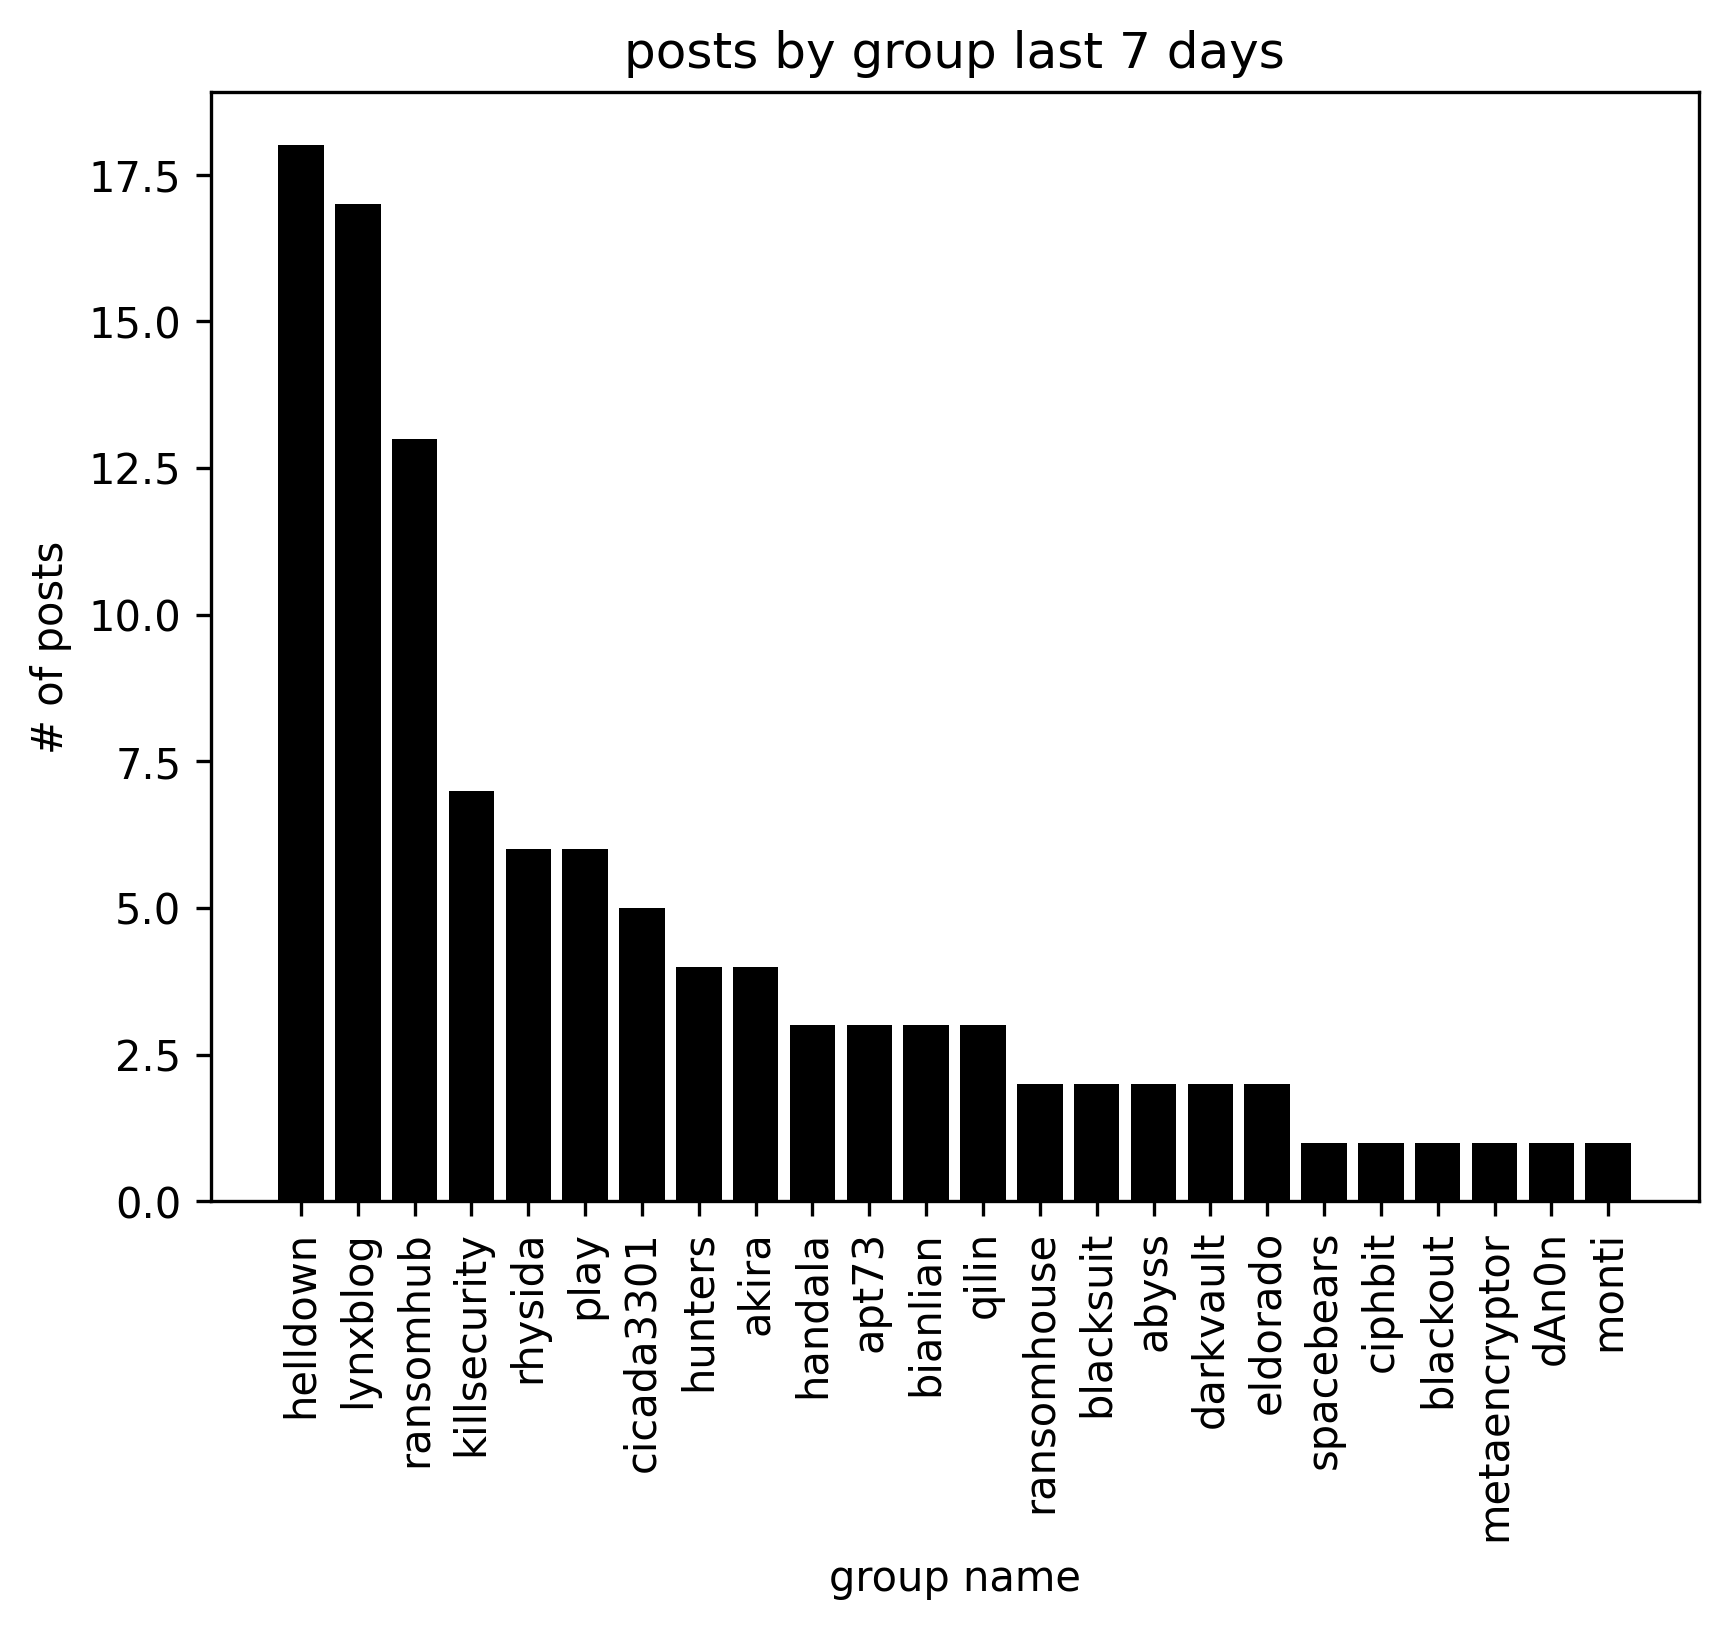 posts by group last 7 days
# of posts
17.5
15.0
12.5
10.0
7.5
5.0
2.5
0.0
helldown
lynxblog
ransomhub
killsecurity
rhysida
play
cicada3301
hunters
akira
handala
apt73
bianlian
qilin
ransomhouse
blacksuit
abyss
darkvault
eldorado
spacebears
ciphbit
blackout
metaencryptor
dAn0n
monti
group name